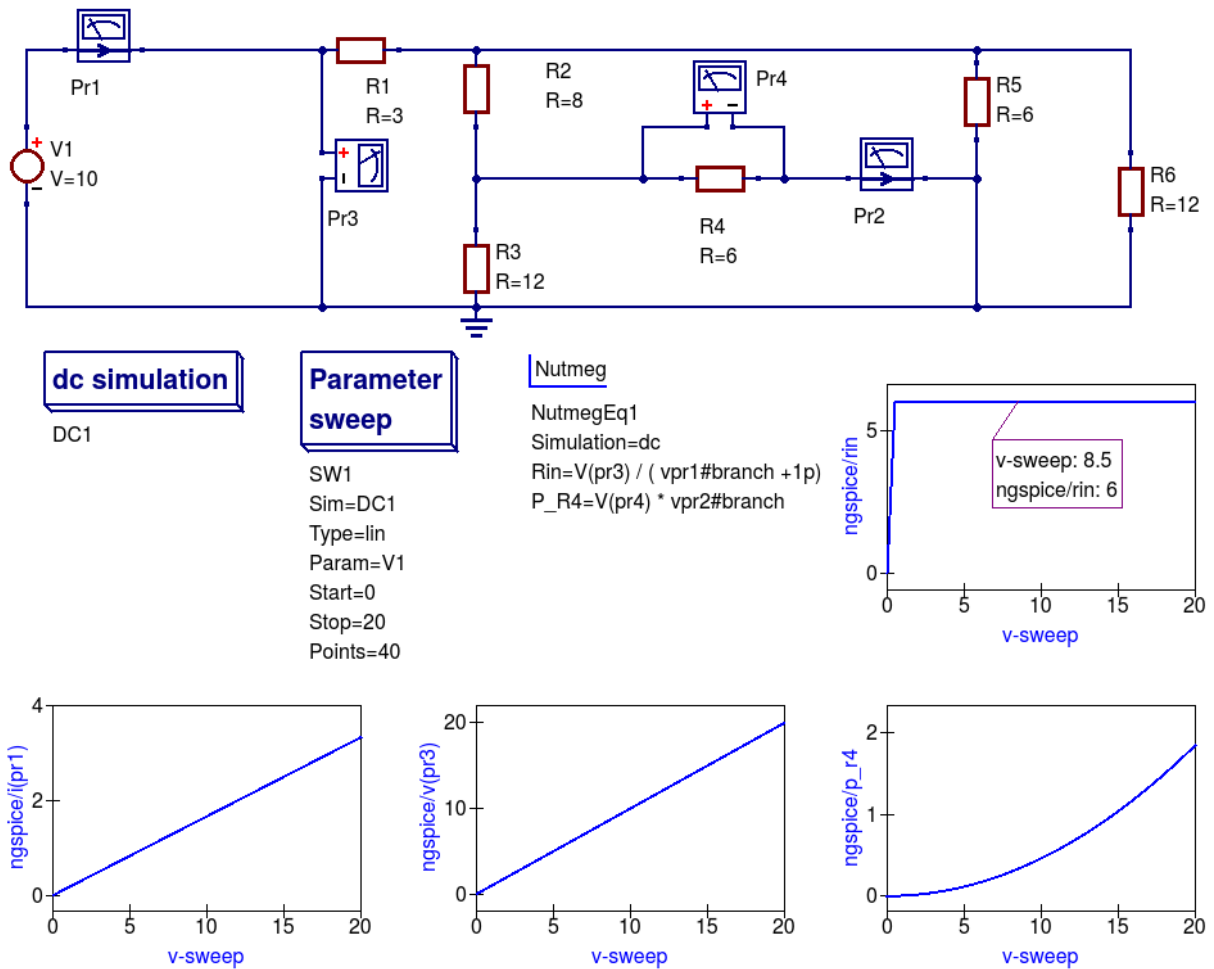 Pr1
R1
R=3
R2
R=8
Pr4
+ −
R5
R=6
+
V1
V=10
−
+
−
Pr3
R4
R=6
Pr2
R6
R=12
R3
R=12
dc simulation
DC1
Parameter
sweep
SW1
Sim=DC1
Type=lin
Param=V1
Start=0
Stop=20
Points=40
Nutmeg
NutmegEq1
Simulation=dc
Rin=V(pr3) / ( vpr1#branch +1p)
P_R4=V(pr4) * vpr2#branch
ngspice/rin
5
0
v-sweep: 8.5
ngspice/rin: 6
0 5 10 15 20
v-sweep
ngspice/i(pr1)
4
2
0
0 5 10 15 20
v-sweep
ngspice/v(pr3)
20
10
0
0 5 10 15 20
v-sweep
ngspice/p_r4
2
1
0
0 5 10 15 20
v-sweep